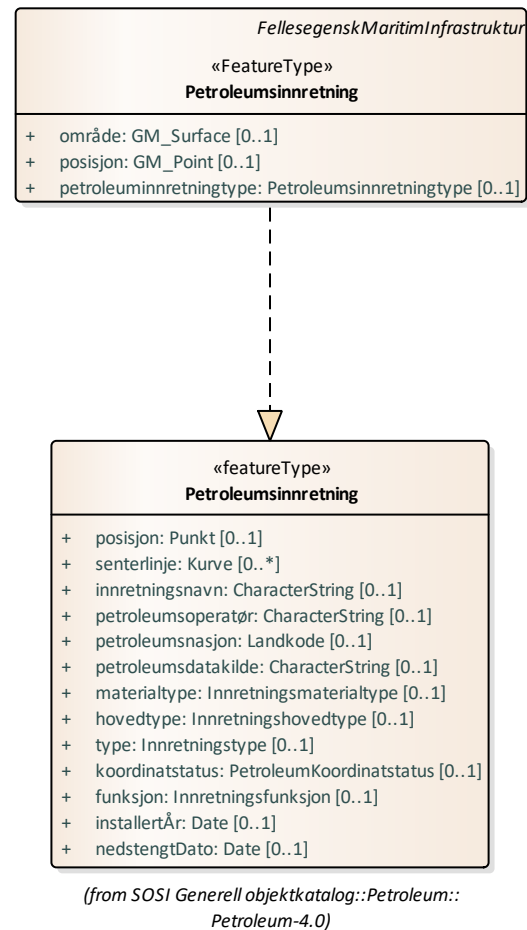 FellesegenskMaritimInfrastruktur
«FeatureType»
Petroleumsinnretning
+ område: GM_Surface [0..1]
+ posisjon: GM_Point [0..1]
+ petroleuminnretningtype: Petroleumsinnretningtype [0..1]
«featureType»
Petroleumsinnretning
+ posisjon: Punkt [0..1]
+ senterlinje: Kurve [0..*]
+ innretningsnavn: CharacterString [0..1]
+ petroleumsoperatør: CharacterString [0..1]
+ petroleumsnasjon: Landkode [0..1]
+ petroleumsdatakilde: CharacterString [0..1]
+ materialtype: Innretningsmaterialtype [0..1]
+ hovedtype: Innretningshovedtype [0..1]
+ type: Innretningstype [0..1]
+ koordinatstatus: PetroleumKoordinatstatus [0..1]
+ funksjon: Innretningsfunksjon [0..1]
+ installertÅr: Date [0..1]
+ nedstengtDato: Date [0..1]
(from SOSI Generell objektkatalog::Petroleum::
Petroleum-4.0)